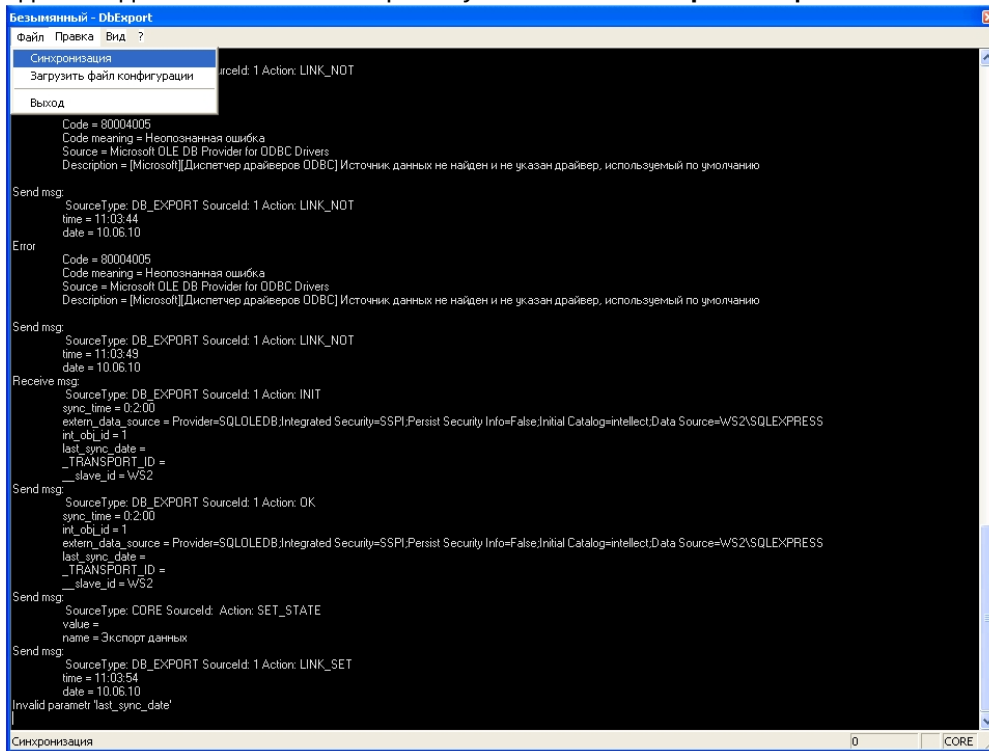 Безымянный - DbExport
Файл Правка Вид ?
Синхронизация
Загрузить файл конфигурации
Выход
urceId: 1 Action: LINK_NOT
Code = 80004005
Code meaning = Неопознанная ошибка
Source = Microsoft OLE DB Provider for ODBC Drivers
Description = [Microsoft][Диспетчер драйверов ODBC] Источник данных не найден и не указан драйвер, используемый по умолчанию
Send msg:
SourceType: DB_EXPORT SourceId: 1 Action: LINK_NOT
time = 11:03:44
date = 10.06.10
Error
Code = 80004005
Code meaning = Неопознанная ошибка
Source = Microsoft OLE DB Provider for ODBC Drivers
Description = [Microsoft][Диспетчер драйверов ODBC] Источник данных не найден и не указан драйвер, используемый по умолчанию
Send msg:
SourceType: DB_EXPORT SourceId: 1 Action: LINK_NOT
time = 11:03:49
date = 10.06.10
Receive msg:
SourceType: DB_EXPORT SourceId: 1 Action: INIT
sync_time = 0:2:00
extern_data_source = Provider=SQLOLEDB;Integrated Security=SSPI;Persist Security Info=False;Initial Catalog=intellect;Data Source=WS2\SQLEXPRESS
int_obj_id = 1
last_sync_date =
_TRANSPORT_ID =
__slave_id = WS2
Send msg:
SourceType: DB_EXPORT SourceId: 1 Action: OK
sync_time = 0:2:00
int_obj_id = 1
extern_data_source = Provider=SQLOLEDB;Integrated Security=SSPI;Persist Security Info=False;Initial Catalog=intellect;Data Source=WS2\SQLEXPRESS
last_sync_date =
_TRANSPORT_ID =
__slave_id = WS2
Send msg:
SourceType: CORE SourceId: Action: SET_STATE
value =
name = Экспорт данных
Send msg:
SourceType: DB_EXPORT SourceId: 1 Action: LINK_SET
time = 11:03:54
date = 10.06.10
Invalid parametr 'last_sync_date'
Синхронизация 0 CORE